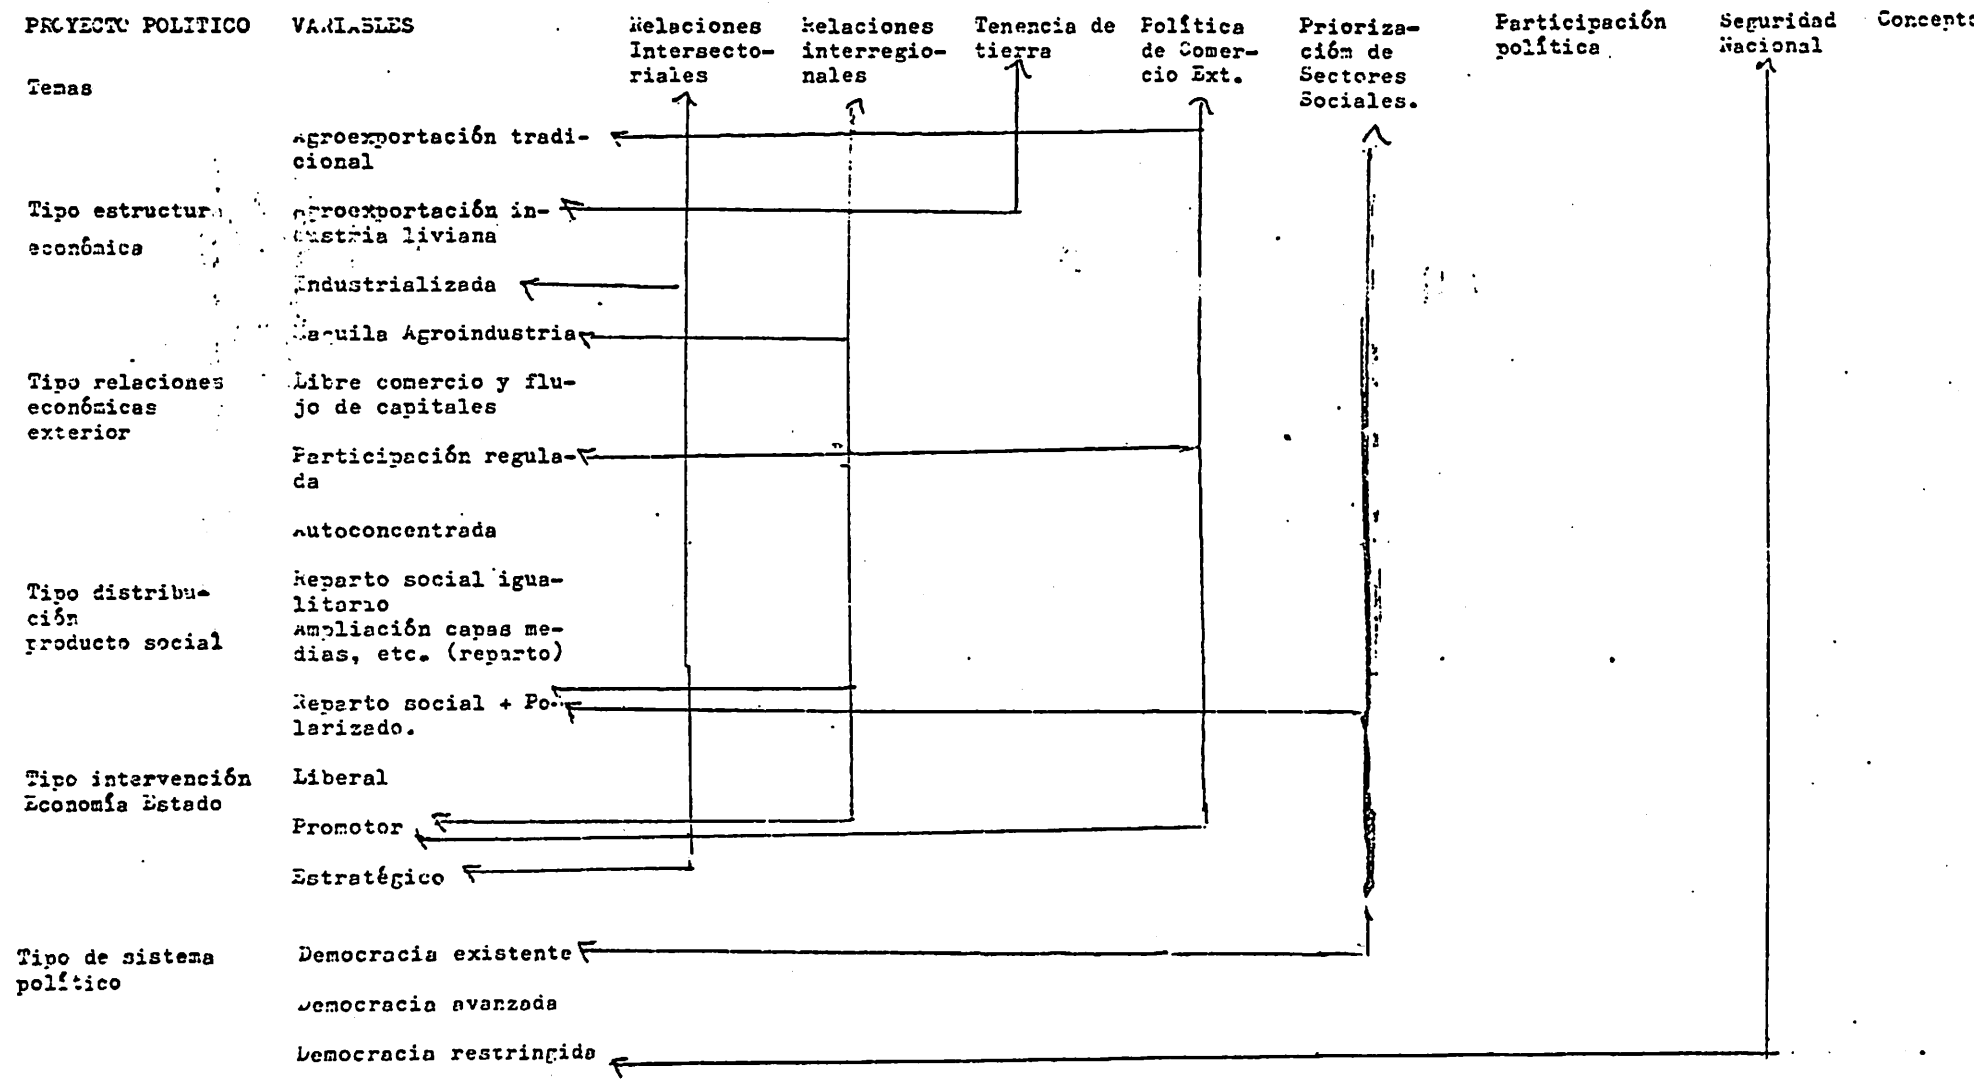 PROYECTO POLITICO
VARIABLES
Relaciones
Intersecto-
riales
Relaciones
interregio-
nales
Tenencia de
tierra
Política
de Comer-
cio Ext.
Prioriza-
ción de
Sectores
Sociales.
Participación
política
Seguridad
Nacional
Temas
Agroexportación tradi-
cional
Tipo estructura
económica
Agroexportación in-
dustria liviana
Industrializada
Maquila Agroindustria
Tipo relaciones
económicas
exterior
Libre comercio y flu-
jo de capitales
Participación regula-
da
Autoconcentrada
Tipo distribu-
ción
producto social
Reparto social igua-
litario
Ampliación capas me-
dias, etc. (reparto)
Reparto social + Po-
larizado.
Tipo intervención
Economía Estado
Liberal
Promotor
Estratégico
Tipo de sistema
político
Democracia existente
Democracia avanzada
Democracia restringida